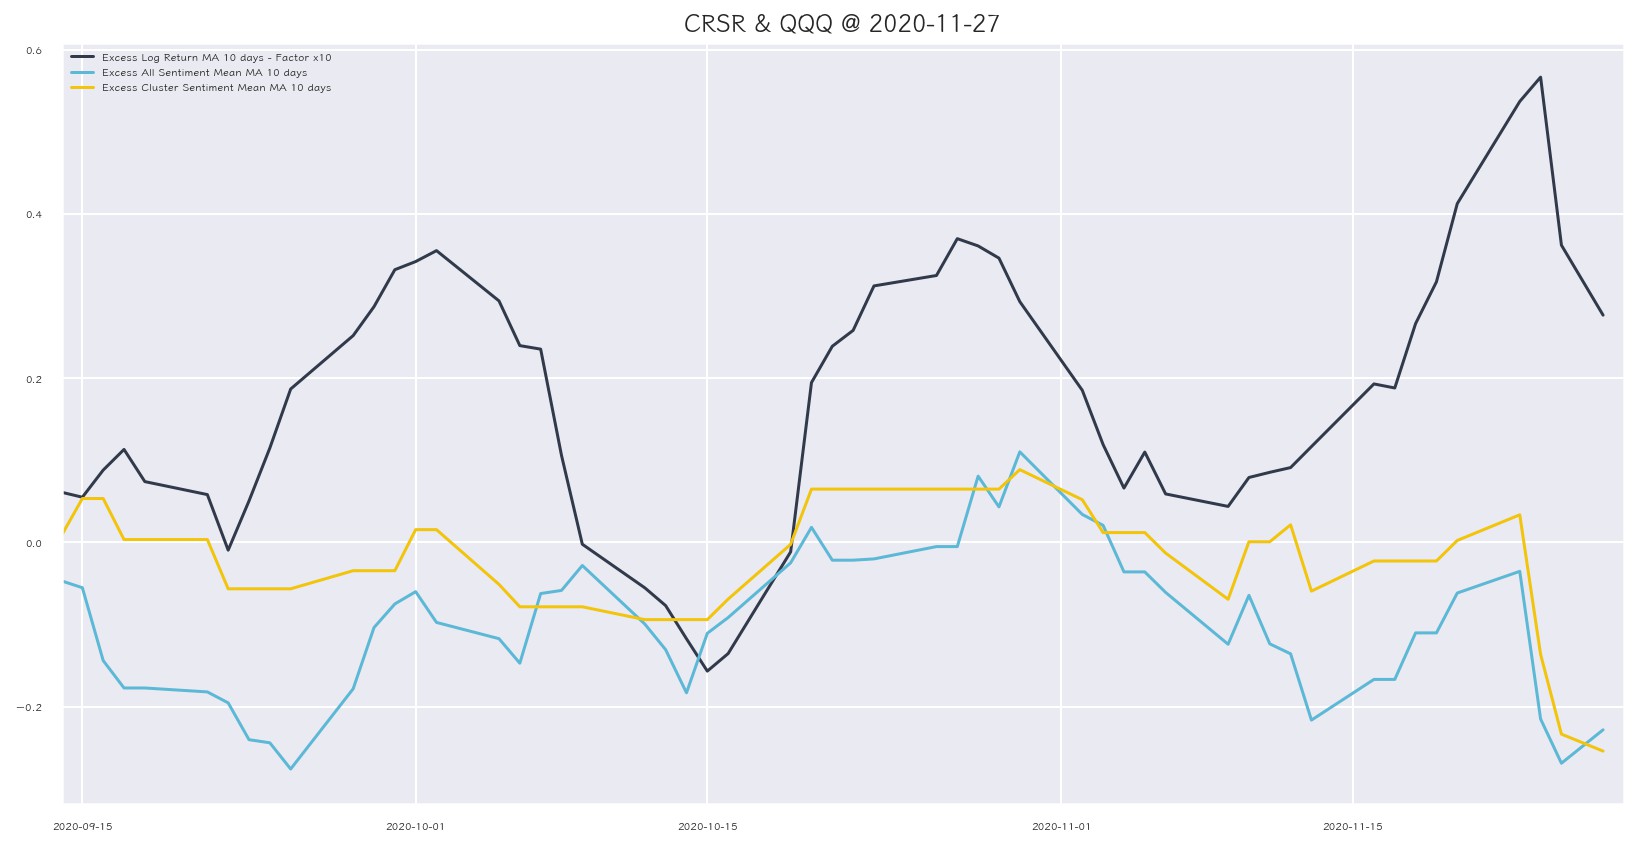 CRSR & QQQ @ 2020-11-27
0.6
Excess Log Return MA 10 days - Factor x10
Excess All Sentiment Mean MA 10 days
Excess Cluster Sentiment Mean MA 10 days
0.4
0.2
0.0
−0.2
2020-09-15 2020-10-01 2020-10-15 2020-11-01 2020-11-15